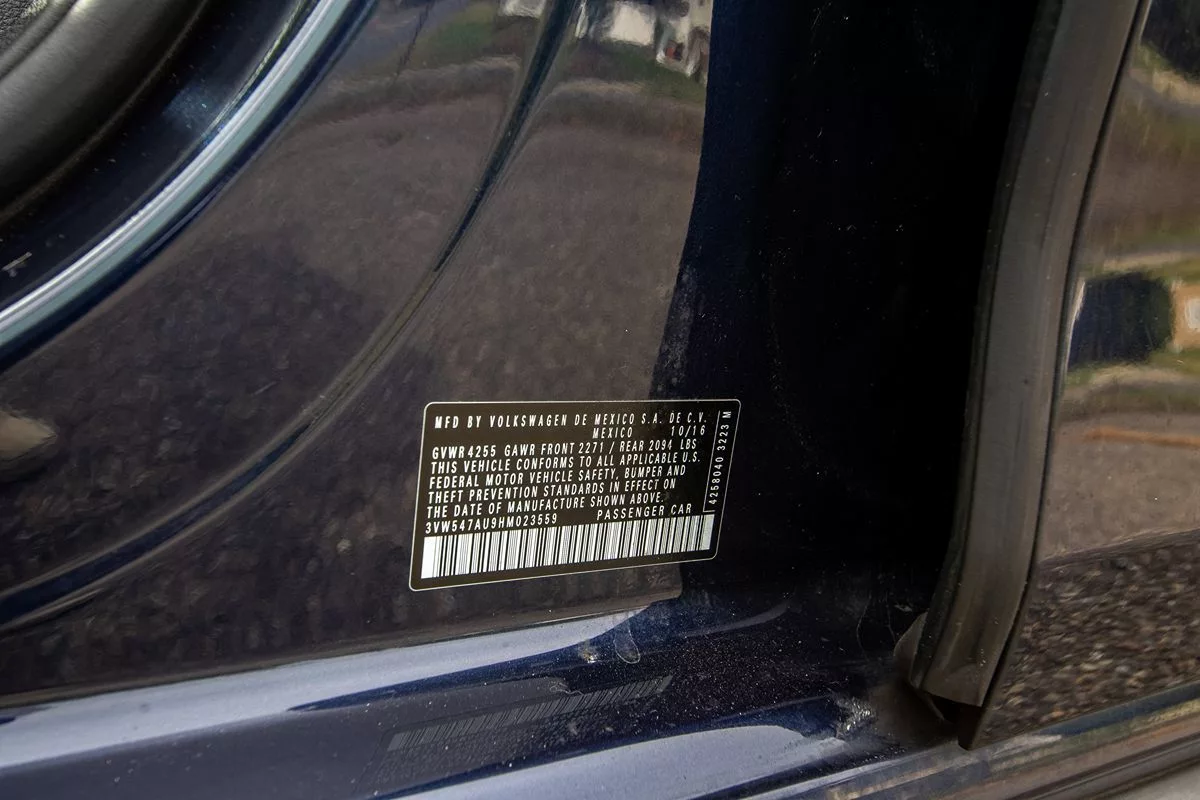 MFD BY VOLKSWAGEN DE MEXICO S.A. DE C.V.
MEXICO 10/16
GVWR 4255 GAWR FRONT 2271 / REAR 2094 LBS
THIS VEHICLE CONFORMS TO ALL APPLICABLE U.S.
FEDERAL MOTOR VEHICLE SAFETY, BUMPER AND
THEFT PREVENTION STANDARDS IN EFFECT ON
THE DATE OF MANUFACTURE SHOWN ABOVE.
3VW547AU9HM023559 PASSENGER CAR
4258040 3223 M